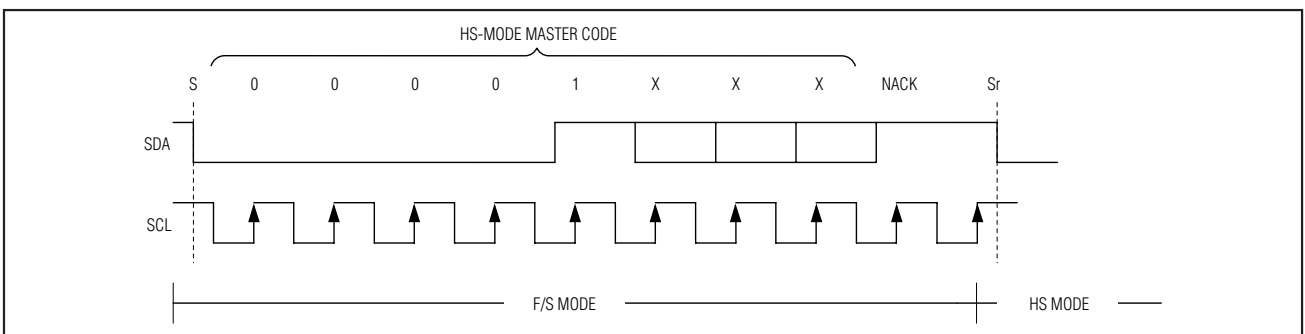 HS-MODE MASTER CODE
S 0 0 0 0 1 X X X NACK Sr
SDA
SCL
F/S MODE HS MODE